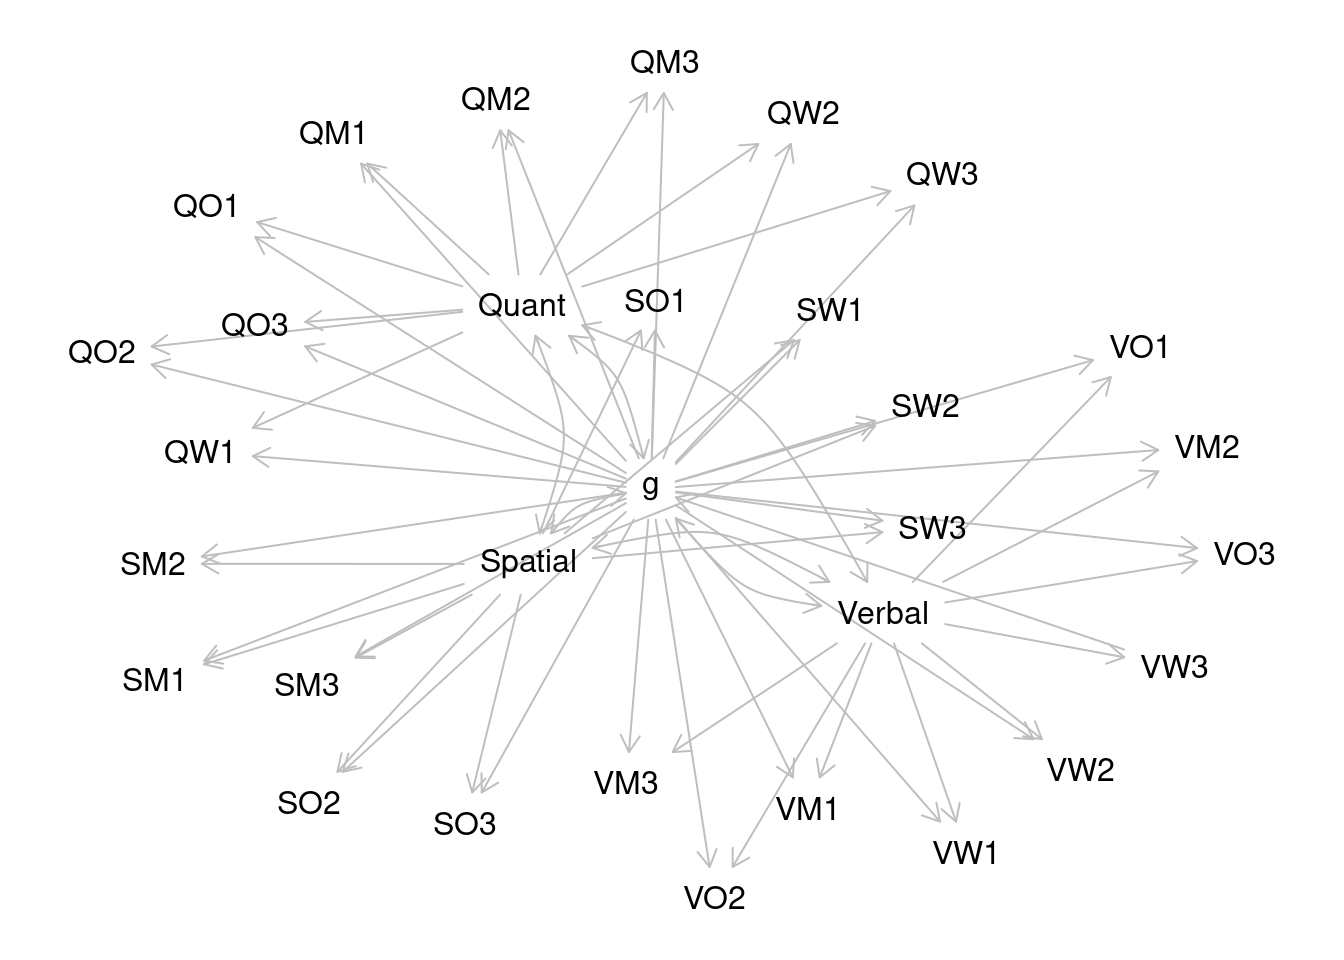 QM3
QM2
QW2
QM1
QW3
QO1
Quant
SO1
SW1
QO3
QO2
VO1
SW2
QW1
VM2
g
SW3
SM2
Spatial
VO3
Verbal
VW3
SM1
SM3
VM3
VW2
SO2
VM1
SO3
VW1
VO2